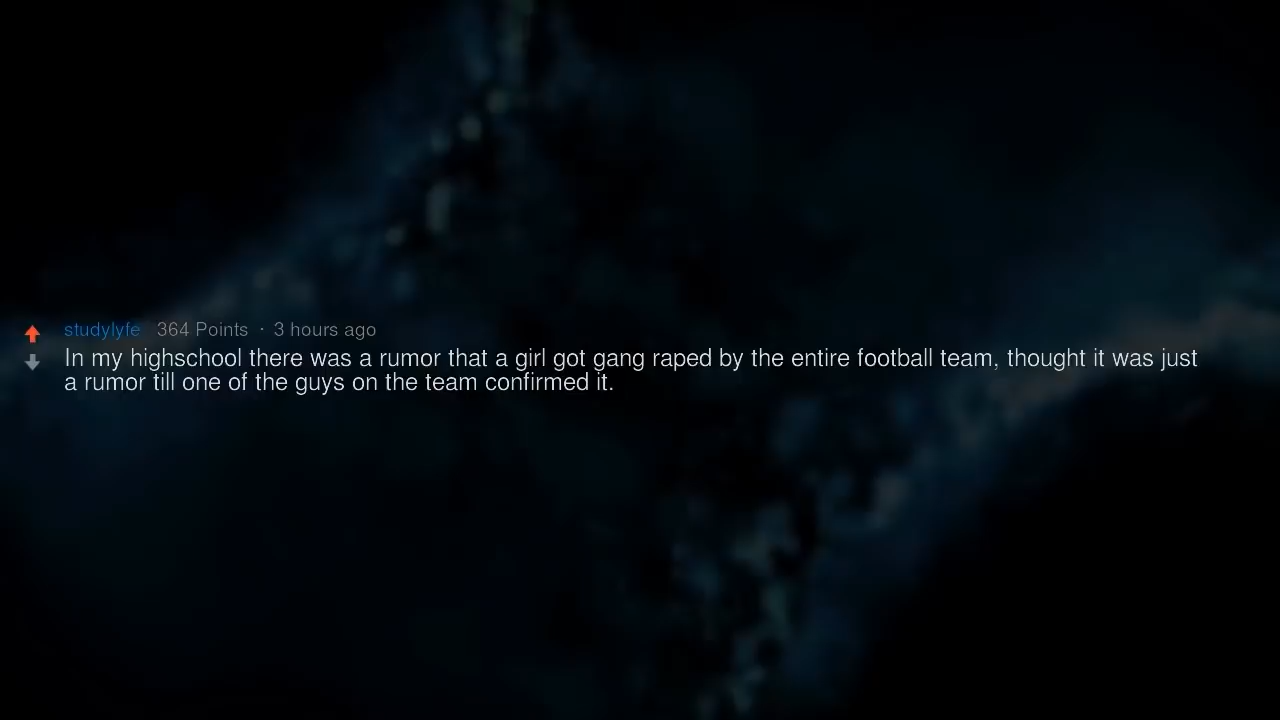 studylyfe 364 Points · 3 hours ago
In my highschool there was a rumor that a girl got gang raped by the entire football team, thought it was just
a rumor till one of the guys on the team confirmed it.